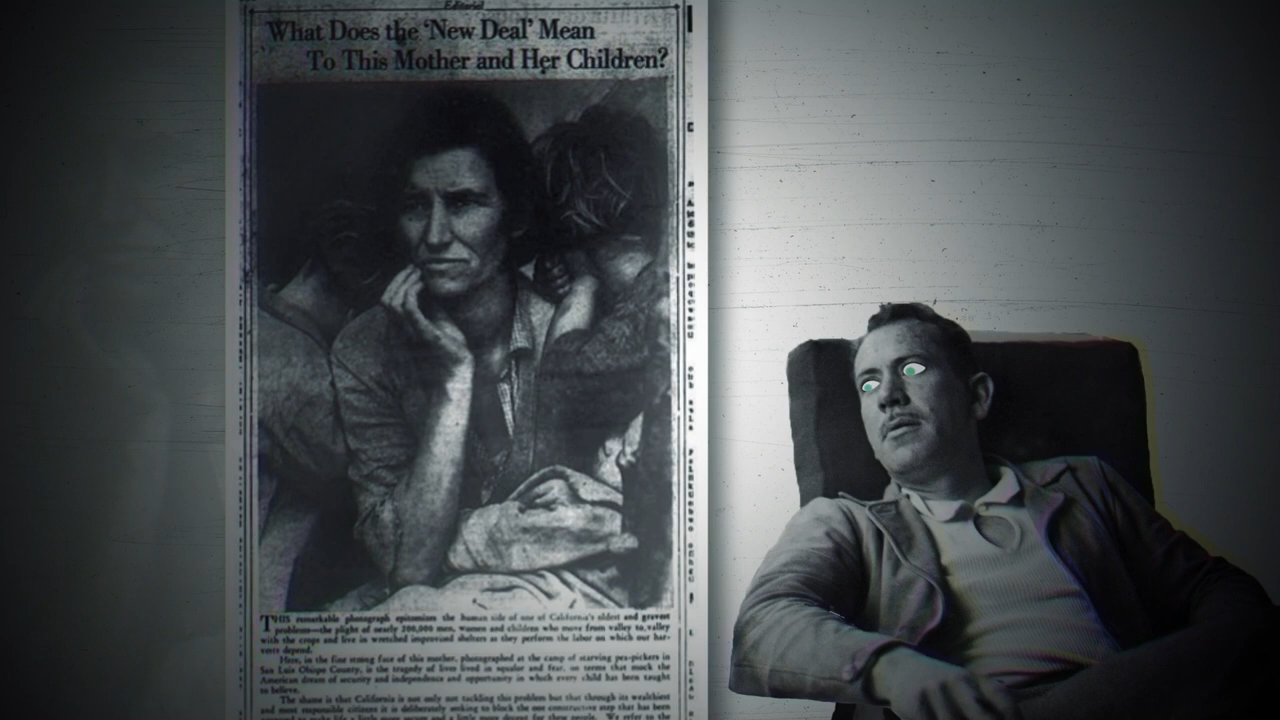 Editorial
What Does the 'New Deal' Mean
To This Mother and Her Children?
THIS remarkable photograph epitomizes the human side of one of California's oldest and gravest
problems—the plight of nearly 200,000 men, women and children who move from valley to valley
with the crops and live in wretched improvised shelters as they perform the labor on which our har-
vests depend.
Here, in the fine strong face of this mother, photographed at the camp of starving pea-pickers in
San Luis Obispo County, is the tragedy of lives lived in squalor and fear, on terms that mock the
American dream of security and independence and opportunity in which every child has been taught
to believe.
The shame is that California is not only not tackling this problem but that through its wealthiest
and most responsible citizens it is deliberately seeking to block the one constructive step that has been